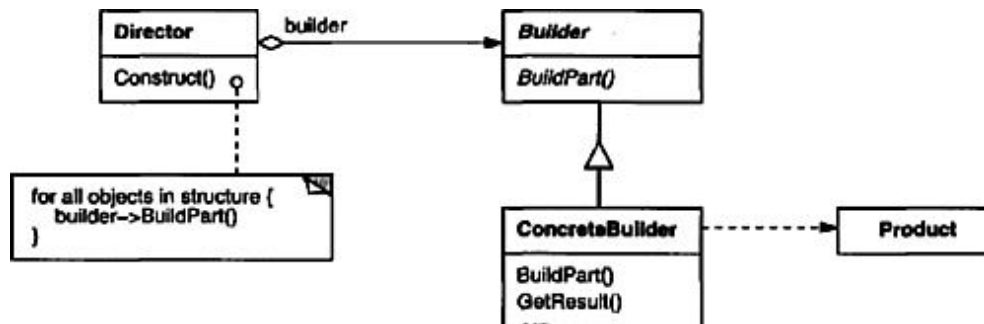 Director
builder
Builder
Construct()
BuildPart()
for all objects in structure {
builder->BuildPart()
}
ConcreteBuilder
Product
BuildPart()
GetResult()